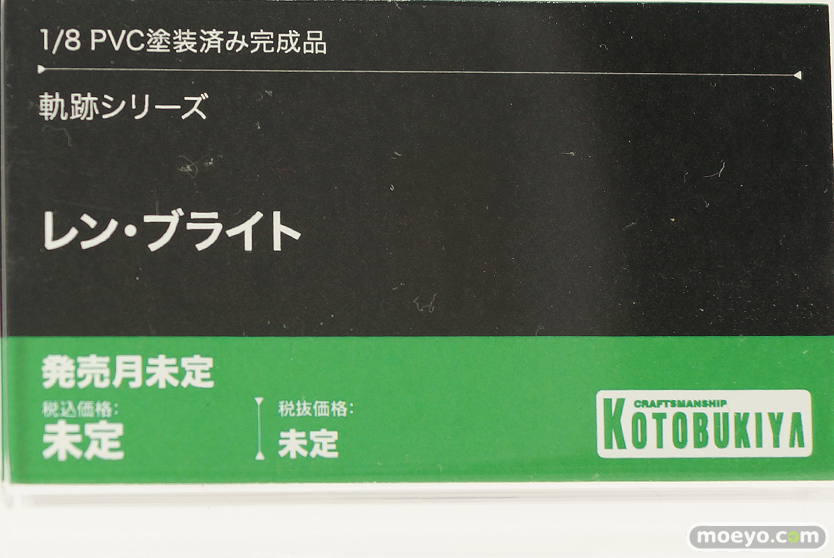 1/8 PVC塗装済み完成品
軌跡シリーズ
レン・ブライト
発売月未定
税込価格:
未定
税抜価格:
未定
CRAFTSMANSHIP
KOTOBUKIYA
moeyo.com